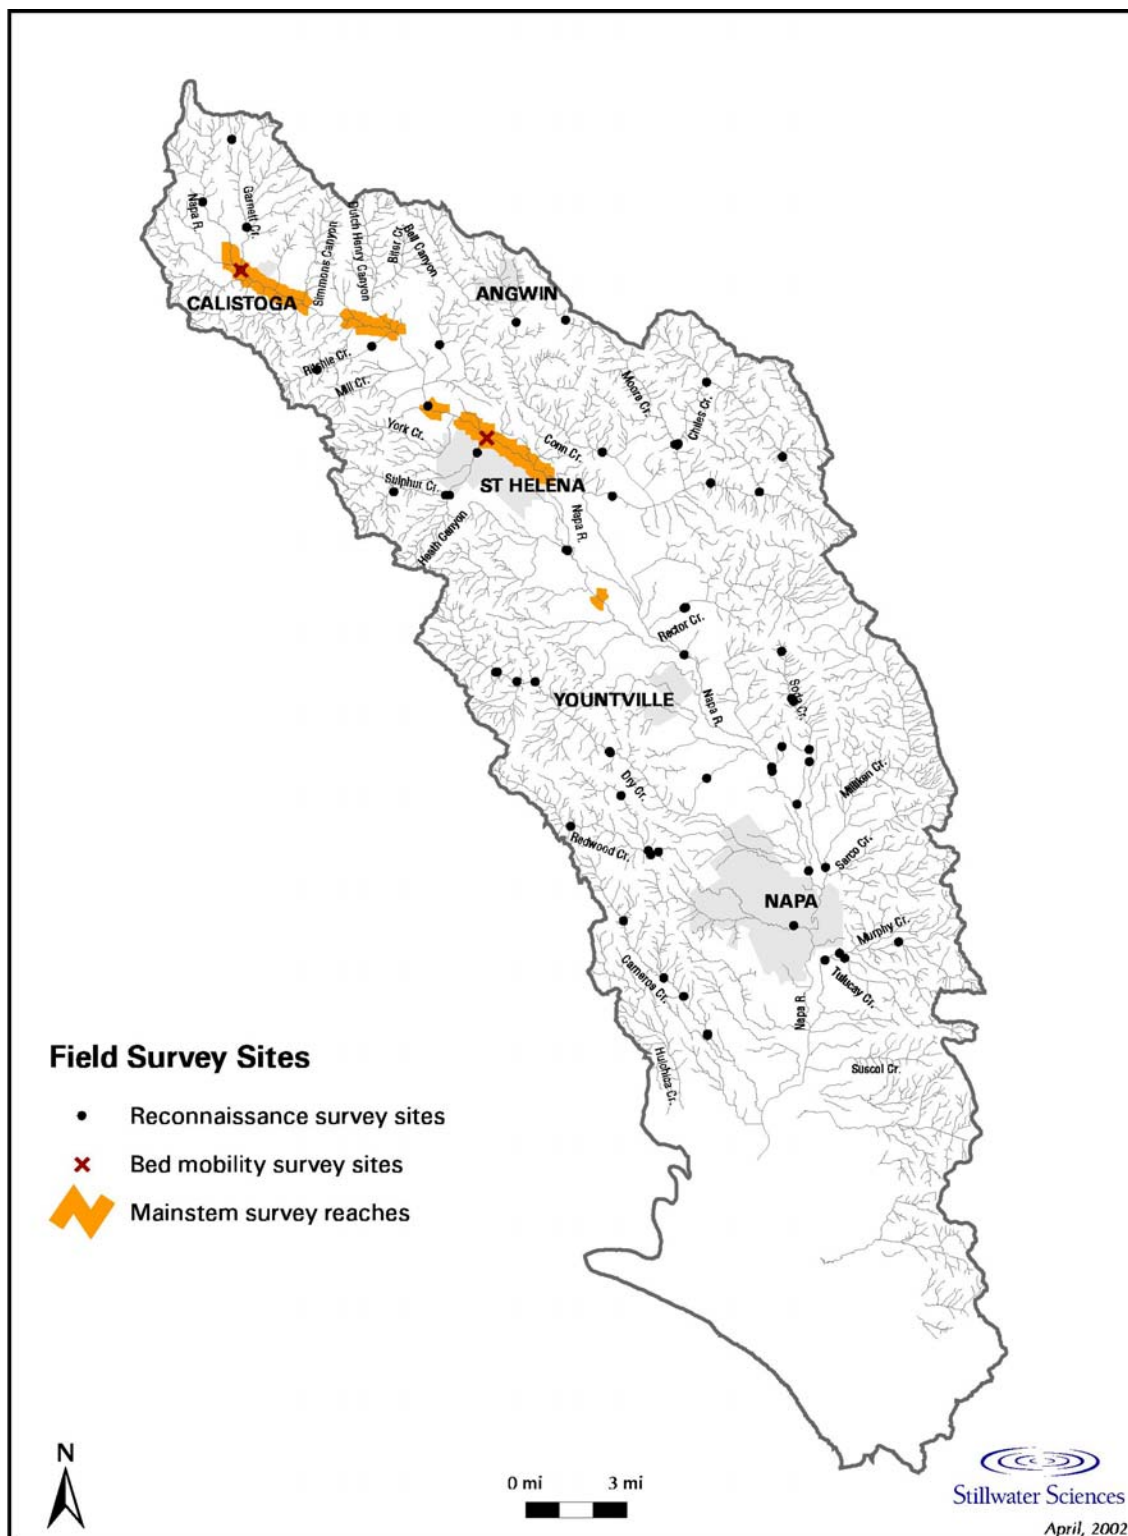 Napa R.
Garnett Cr.
Simmons Canyon
Dutch Henry Canyon
Biter Cr.
Bell Canyon
ANGWIN
CALISTOGA
Ritchie Cr.
Mill Cr.
Moore Cr.
Chiles Cr.
York Cr.
Conn Cr.
Sulphur Cr.
ST HELENA
Heath Canyon
Napa R.
Rector Cr.
YOUNTVILLE
Napa R.
Soda Cr.
Dry Cr.
Milliken Cr.
Redwood Cr.
Sarco Cr.
NAPA
Murphy Cr.
Carneros Cr.
Tulucay Cr.
Napa R.
Huichica Cr.
Suscol Cr.
Field Survey Sites
Reconnaissance survey sites
Bed mobility survey sites
Mainstem survey reaches
N
0 mi 3 mi
Stillwater Sciences
April, 2002